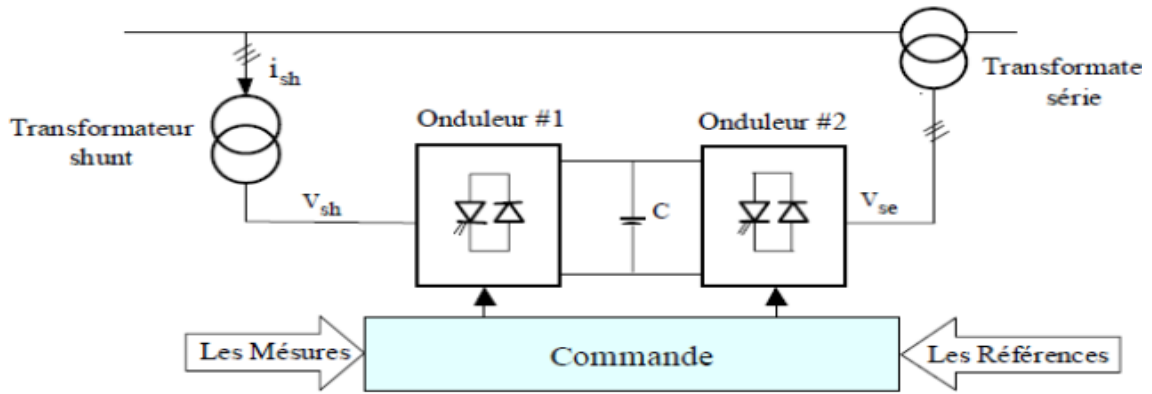 i_sh
Transformateur
shunt
Onduleur #1
Onduleur #2
Transformate
série
v_sh
C
v_se
Les Mésures
Commande
Les Références